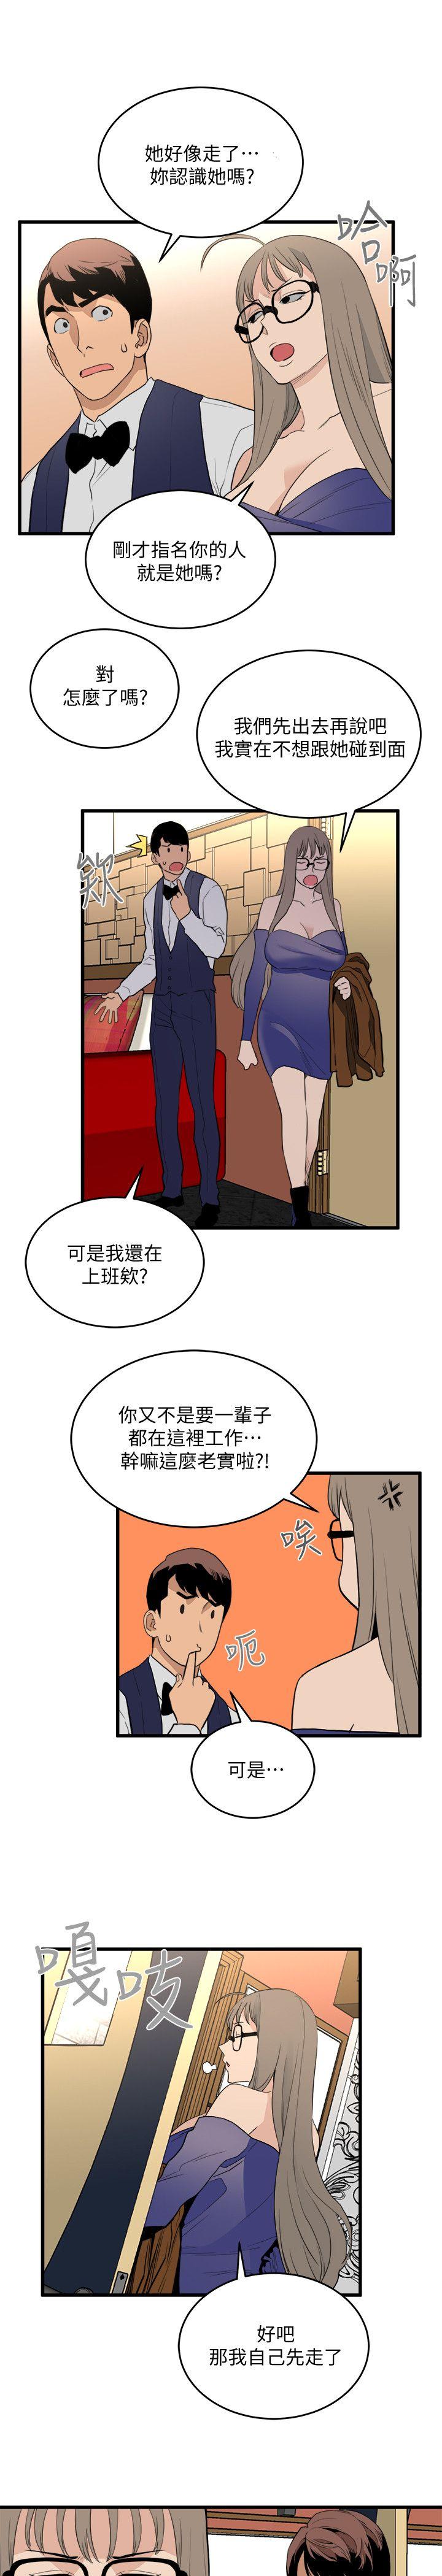 她好像走了…
妳認識她嗎?
哈啊
剛才指名你的人
就是她嗎?
對
怎麼了嗎?
我們先出去再說吧
我實在不想跟她碰到面
欸
可是我還在
上班欸?
你又不是要一輩子
都在這裡工作…
幹嘛這麼老實啦?!
唉
呃
可是…
嘎吱
好吧
那我自己先走了